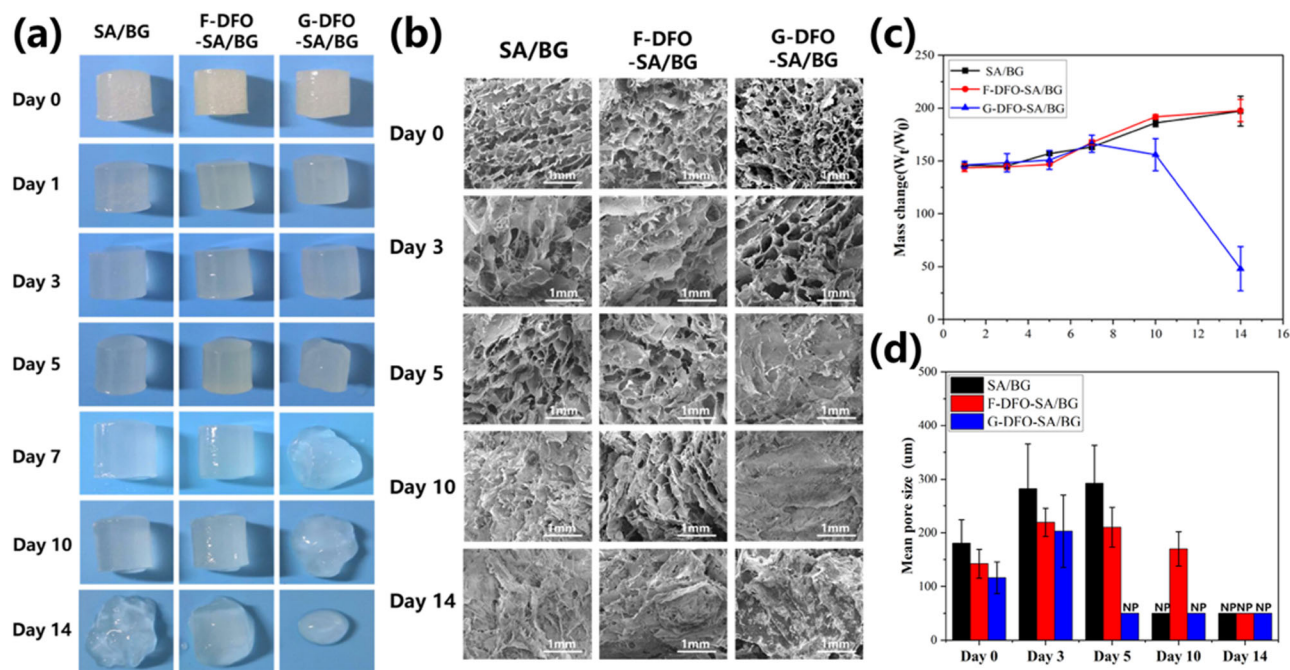 (a)
SA/BG
F-DFO
-SA/BG
G-DFO
-SA/BG
Day 0
Day 1
Day 3
Day 5
Day 7
Day 10
Day 14
(b)
SA/BG
F-DFO
-SA/BG
G-DFO
-SA/BG
Day 0
1mm
1mm
1mm
Day 3
1mm
1mm
1mm
Day 5
1mm
1mm
1mm
Day 10
1mm
1mm
1mm
Day 14
1mm
1mm
1mm
(c)
SA/BG
F-DFO-SA/BG
G-DFO-SA/BG
Mass change(Wt/W0)
250
200
150
100
50
0
0 2 4 6 8 10 12 14 16
(d)
SA/BG
F-DFO-SA/BG
G-DFO-SA/BG
Mean pore size (um)
500
400
300
200
100
0
NP
NP
NP
NP
NP
NP
Day 0 Day 3 Day 5 Day 10 Day 14